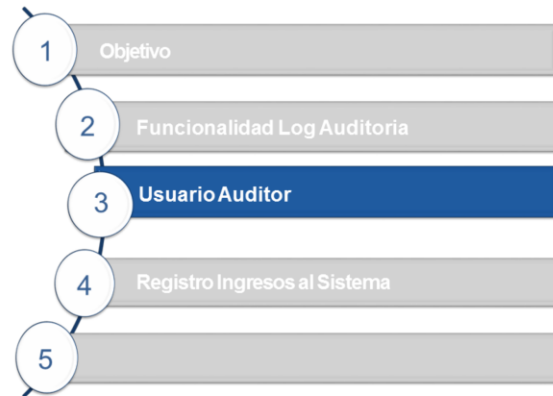 1 Objetivo
2 Funcionalidad Log Auditoria
3 Usuario Auditor
4 Registro Ingresos al Sistema
5